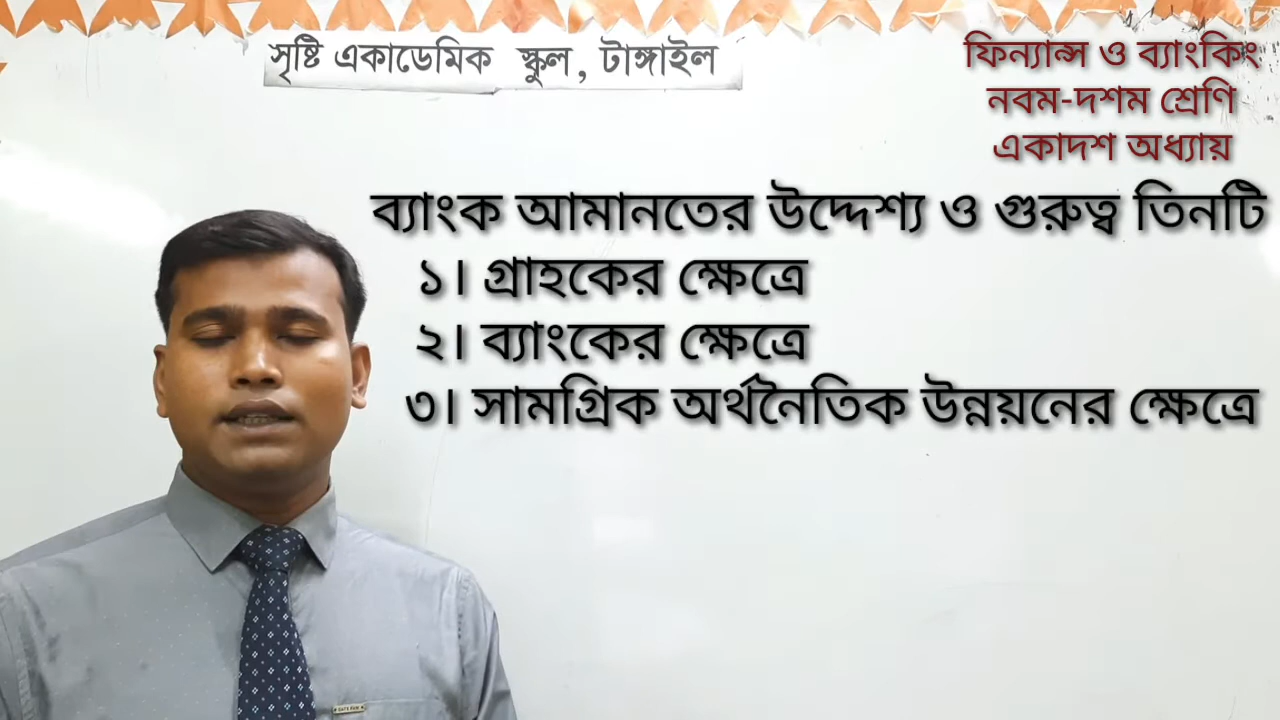 সৃষ্টি একাডেমিক স্কুল, টাঙ্গাইল
ফিন্যান্স ও ব্যাংকিং
নবম-দশম শ্রেণি
একাদশ অধ্যায়
ব্যাংক আমানতের উদ্দেশ্য ও গুরুত্ব তিনটি
১। গ্রাহকের ক্ষেত্রে
২। ব্যাংকের ক্ষেত্রে
৩। সামগ্রিক অর্থনৈতিক উন্নয়নের ক্ষেত্রে